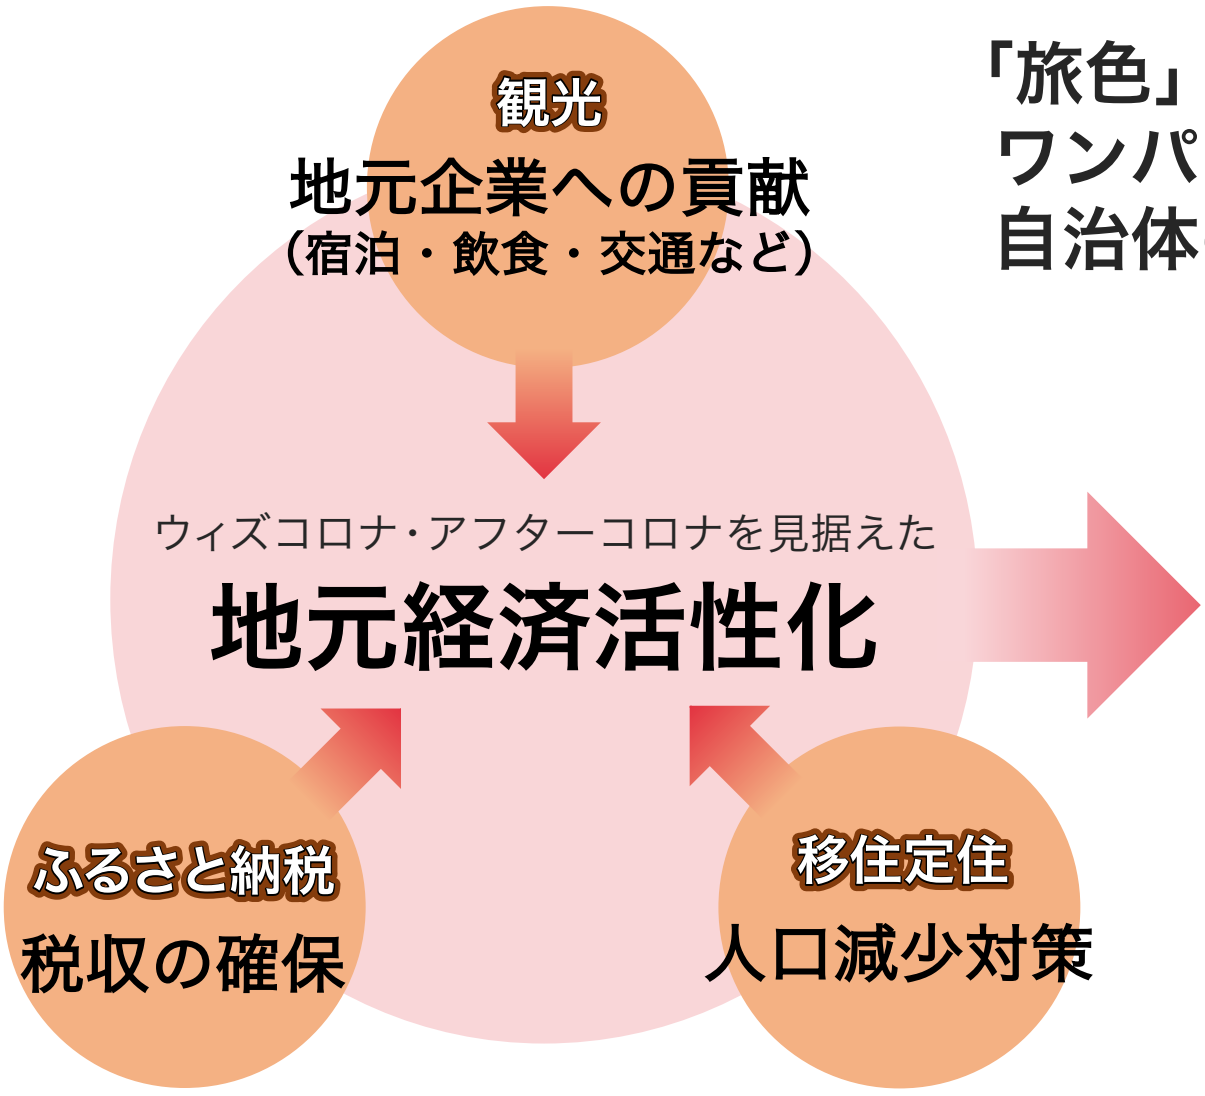 観光
地元企業への貢献
（宿泊・飲食・交通など）
「旅色」
ワンパ
自治体
ウィズコロナ・アフターコロナを見据えた
地元経済活性化
ふるさと納税
税収の確保
移住定住
人口減少対策